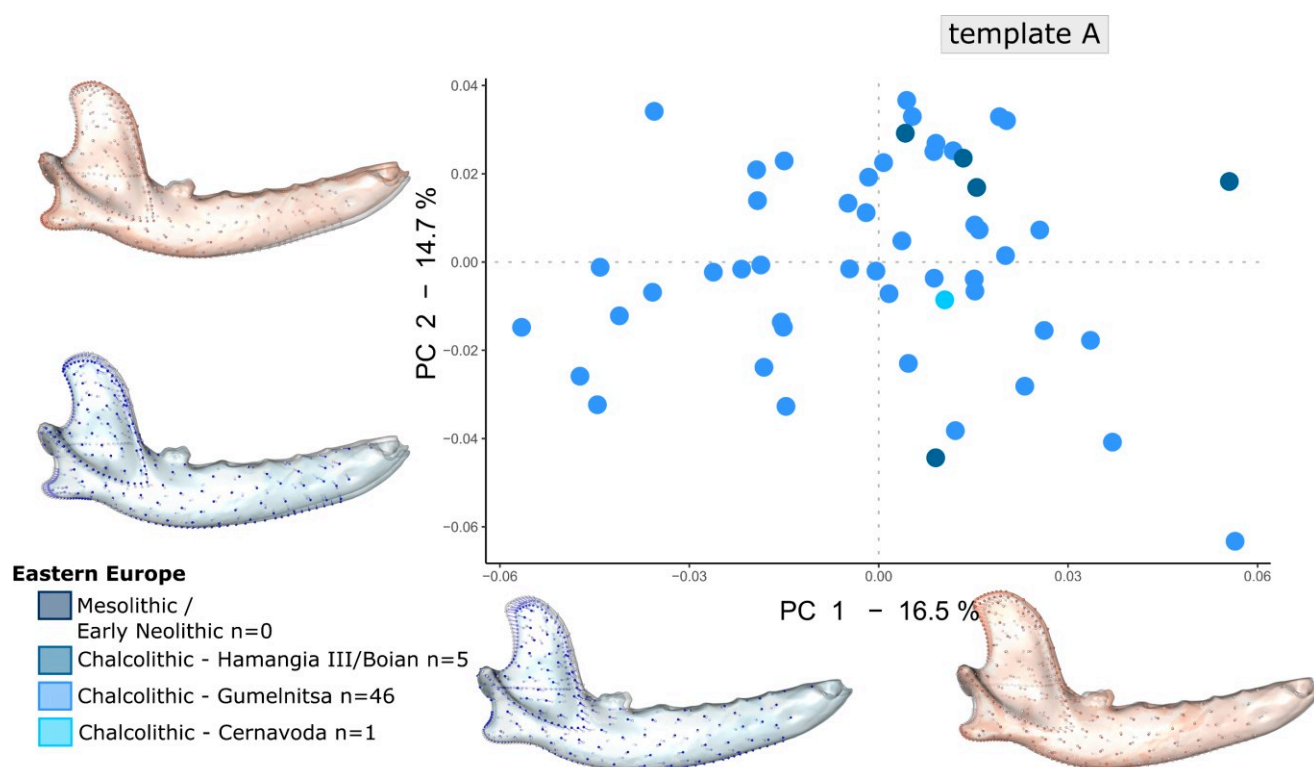 template A
0.04
0.02
0.00
−0.02
−0.04
−0.06
PC 2 − 14.7 %
−0.06
−0.03
0.00
0.03
0.06
PC 1 − 16.5 %
Eastern Europe
Mesolithic /
Early Neolithic n=0
Chalcolithic - Hamangia III/Boian n=5
Chalcolithic - Gumelnitsa n=46
Chalcolithic - Cernavoda n=1